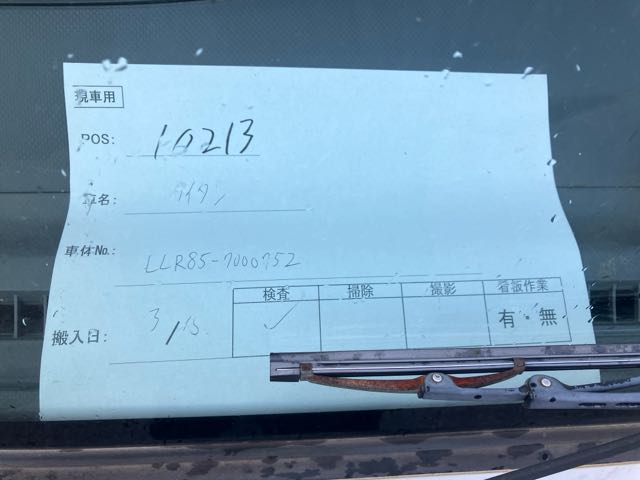 現車用
POS: 10213
車名: タイタン
車体No.: LLR85-7000752
検査 掃除 撮影 看板作業
搬入日: 3/15 ✓ 有・無